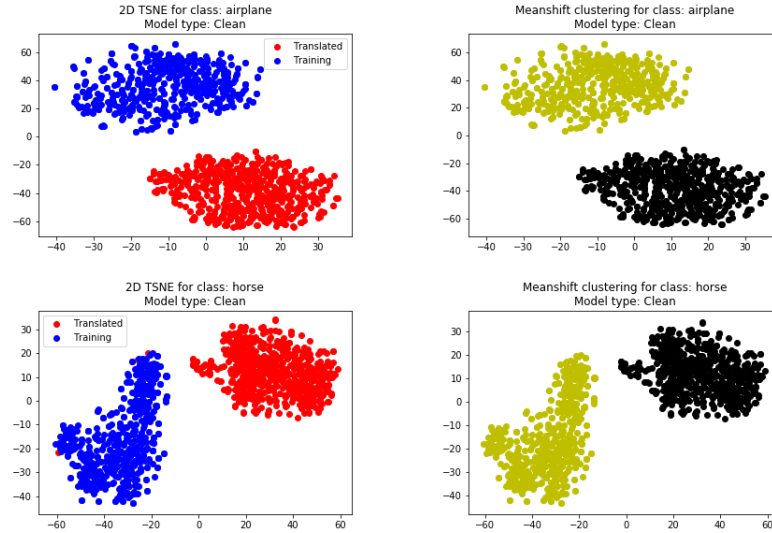 2D TSNE for class: airplane
Model type: Clean
Translated
Training
60
40
20
0
−20
−40
−60
−40 −30 −20 −10 0 10 20 30
Meanshift clustering for class: airplane
Model type: Clean
60
40
20
0
−20
−40
−60
−40 −30 −20 −10 0 10 20 30
2D TSNE for class: horse
Model type: Clean
Translated
Training
30
20
10
0
−10
−20
−30
−40
−60 −40 −20 0 20 40 60
Meanshift clustering for class: horse
Model type: Clean
30
20
10
0
−10
−20
−30
−40
−60 −40 −20 0 20 40 60